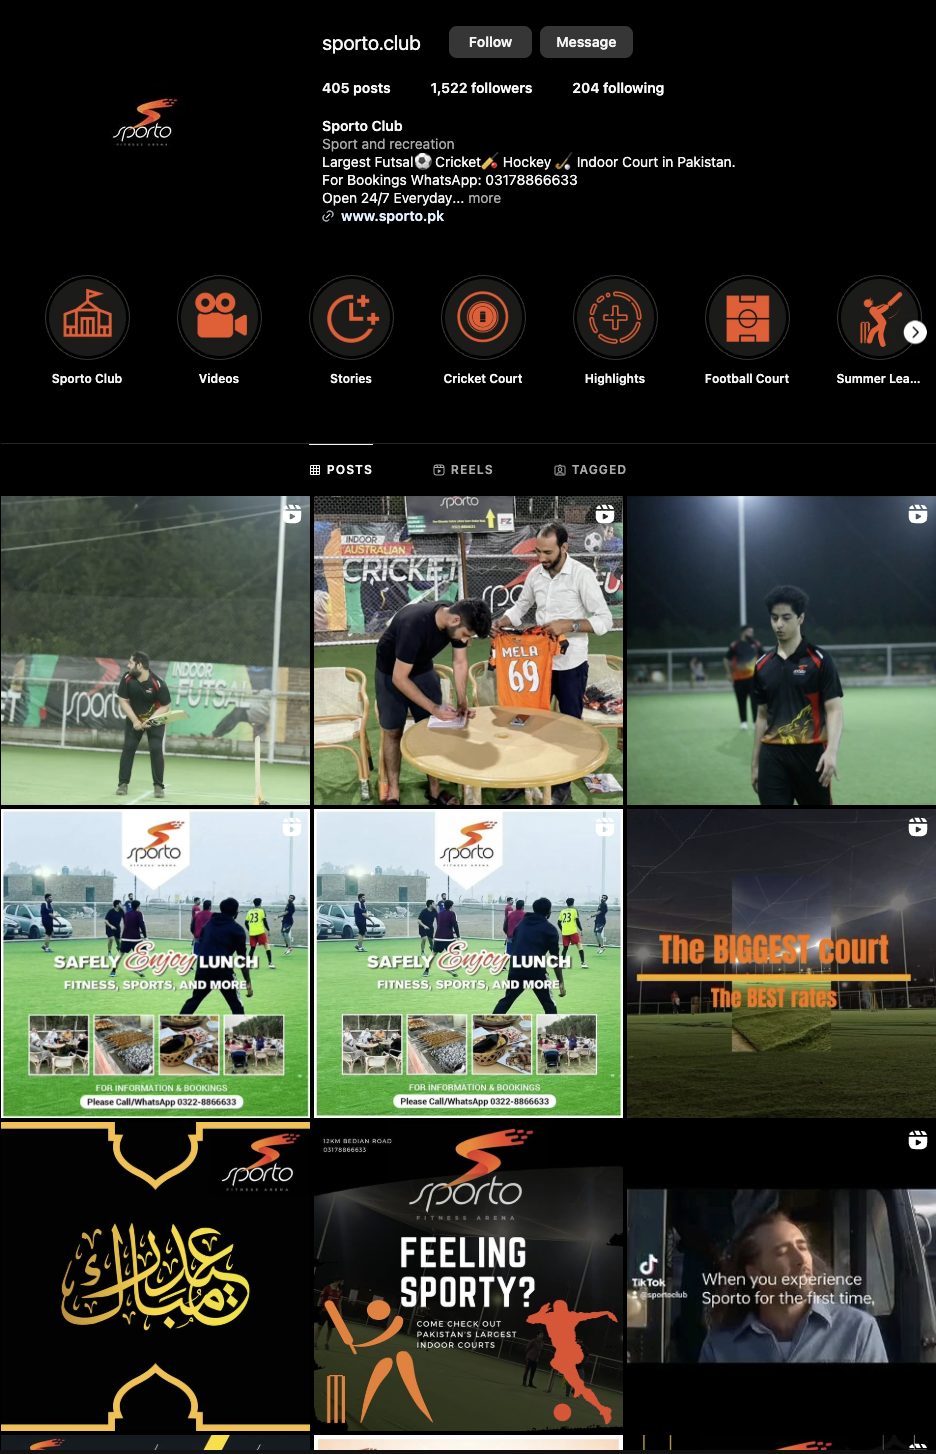 sporto.club
Follow
Message
405 posts
1,522 followers
204 following
sporto
FITNESS ARENA
Sporto Club
Sport and recreation
Largest Futsal⚽ Cricket🏏 Hockey 🏑 Indoor Court in Pakistan.
For Bookings WhatsApp: 03178866633
Open 24/7 Everyday... more
www.sporto.pk
Sporto Club
Videos
Stories
Cricket Court
Highlights
Football Court
Summer Lea...
POSTS
REELS
TAGGED
sporto
INDOOR
FUTSAL
sporto
FZ
INDOOR
AUSTRALIAN
CRICKET
MELA
69
sporto
FITNESS ARENA
23
SAFELY Enjoy LUNCH
FITNESS, SPORTS, AND MORE
FOR INFORMATION & BOOKINGS
Please Call/WhatsApp 0322-8866633
sporto
FITNESS ARENA
23
SAFELY Enjoy LUNCH
FITNESS, SPORTS, AND MORE
FOR INFORMATION & BOOKINGS
Please Call/WhatsApp 0322-8866633
The BIGGEST court
The BEST rates
sporto
FITNESS ARENA
عيد مبارك
12KM BEDIAN ROAD
03178866633
sporto
FITNESS ARENA
FEELING
SPORTY?
COME CHECK OUT
PAKISTAN'S LARGEST
INDOOR COURTS
TikTok
@sportoclub
When you experience
Sporto for the first time,